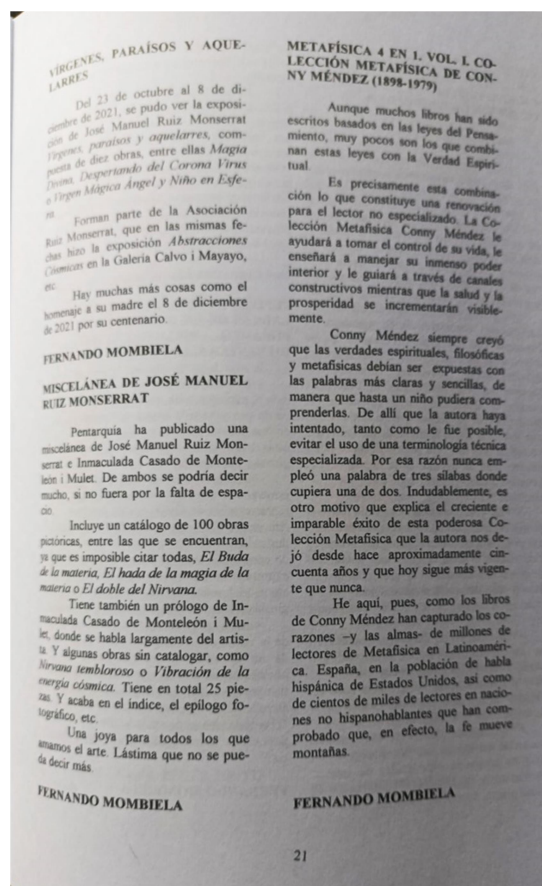 VÍRGENES, PARAÍSOS Y AQUE-
LARRES
Del 23 de octubre al 8 de di-
ciembre de 2021, se pudo ver la exposi-
ción de José Manuel Ruiz Monserrat
Vírgenes, paraísos y aquelarres, com-
puesta de diez obras, entre ellas Magia
Divina, Despertando del Corona Virus
o Virgen Mágica Ángel y Niño en Esfe-
ra.
Forman parte de la Asociación
Ruiz Monserrat, que en las mismas fe-
chas hizo la exposición Abstracciones
Cósmicas en la Galería Calvo i Mayayo,
etc.
Hay muchas más cosas como el
homenaje a su madre el 8 de diciembre
de 2021 por su centenario.
FERNANDO MOMBIELA
MISCELÁNEA DE JOSÉ MANUEL
RUIZ MONSERRAT
Pentarquia ha publicado una
miscelánea de José Manuel Ruiz Mon-
serrat e Inmaculada Casado de Monte-
león i Mulet. De ambos se podría decir
mucho, si no fuera por la falta de espa-
cio.
Incluye un catálogo de 100 obras
pictóricas, entre las que se encuentran,
ya que es imposible citar todas, El Buda
de la materia, El hada de la magia de la
materia o El doble del Nirvana.
Tiene también un prólogo de In-
maculada Casado de Monteleón i Mu-
let, donde se habla largamente del artis-
ta. Y algunas obras sin catalogar, como
Nirvana tembloroso o Vibración de la
energía cósmica. Tiene en total 25 pie-
zas. Y acaba en el índice, el epílogo fo-
tográfico, etc.
Una joya para todos los que
amamos el arte. Lástima que no se pue-
da decir más.
FERNANDO MOMBIELA
METAFÍSICA 4 EN 1. VOL. I. CO-
LECCIÓN METAFÍSICA DE CON-
NY MÉNDEZ (1898-1979)
Aunque muchos libros han sido
escritos basados en las leyes del Pensa-
miento, muy pocos son los que combi-
nan estas leyes con la Verdad Espiri-
tual.
Es precisamente esta combina-
ción lo que constituye una renovación
para el lector no especializado. La Co-
lección Metafísica Conny Méndez le
ayudará a tomar el control de su vida, le
enseñará a manejar su inmenso poder
interior y le guiará a través de canales
constructivos mientras que la salud y la
prosperidad se incrementarán visible-
mente.
Conny Méndez siempre creyó
que las verdades espirituales, filosóficas
y metafísicas debían ser expuestas con
las palabras más claras y sencillas, de
manera que hasta un niño pudiera com-
prenderlas. De allí que la autora haya
intentado, tanto como le fue posible,
evitar el uso de una terminología técnica
especializada. Por esa razón nunca em-
pleó una palabra de tres sílabas donde
cupiera una de dos. Indudablemente, es
otro motivo que explica el creciente e
imparable éxito de esta poderosa Co-
lección Metafísica que la autora nos de-
jó desde hace aproximadamente cin-
cuenta años y que hoy sigue más vigen-
te que nunca.
He aquí, pues, como los libros
de Conny Méndez han capturado los co-
razones –y las almas- de millones de
lectores de Metafísica en Latinoaméri-
ca. España, en la población de habla
hispánica de Estados Unidos, así como
de cientos de miles de lectores en nacio-
nes no hispanohablantes que han com-
probado que, en efecto, la fe mueve
montañas.
FERNANDO MOMBIELA
21